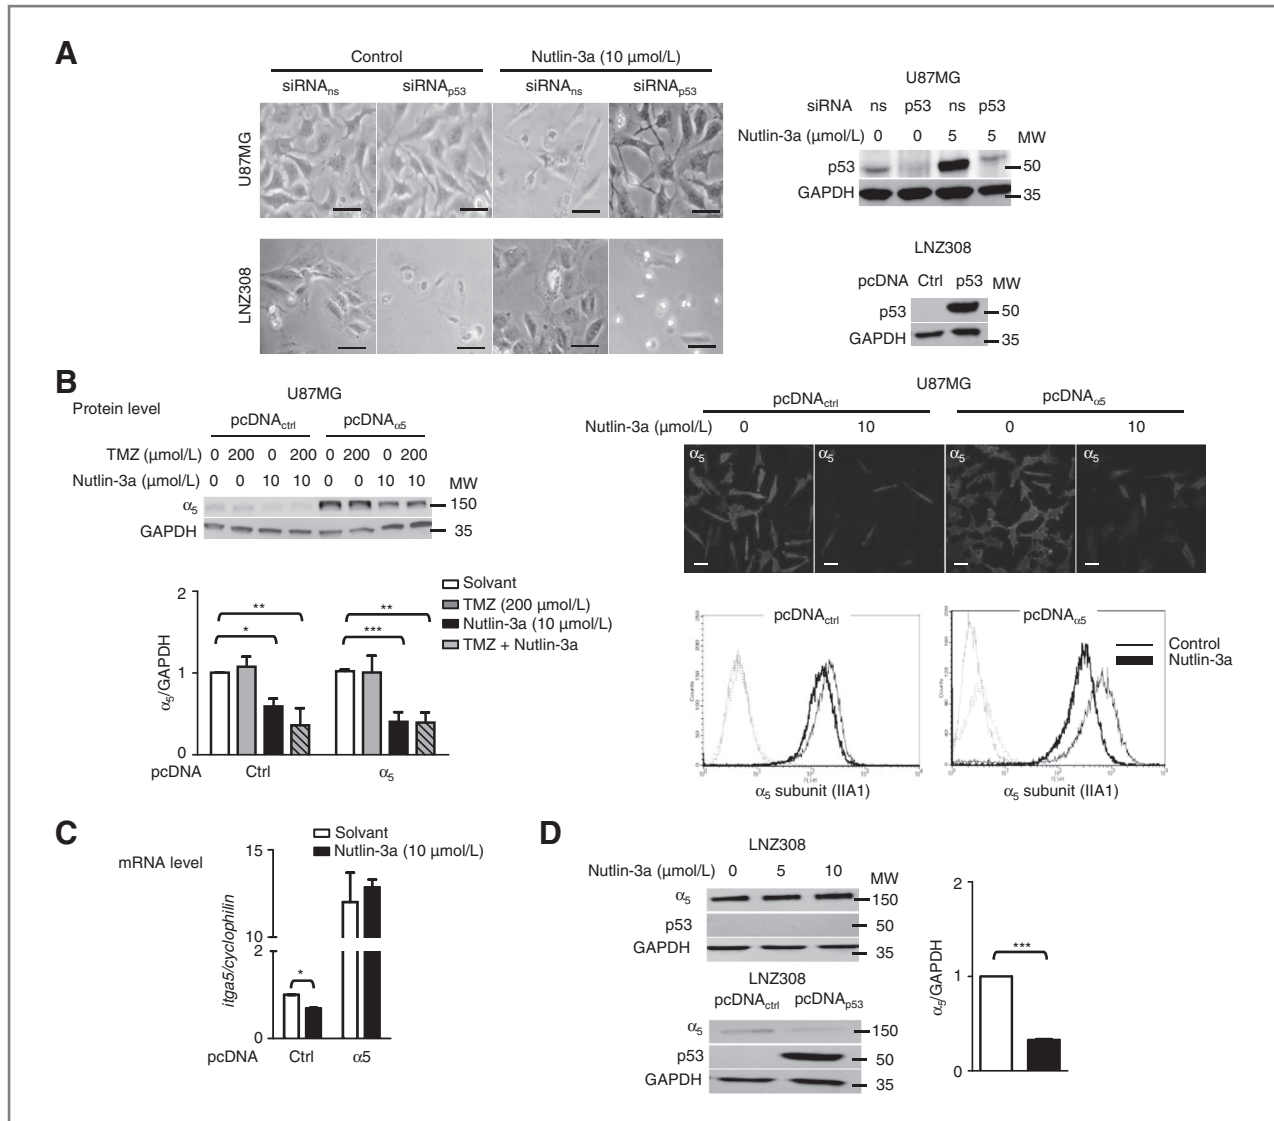 A
Control
Nutlin-3a (10 μmol/L)
siRNAns
siRNAp53
siRNAns
siRNAp53
U87MG
LNZ308
U87MG
siRNA ns p53 ns p53
Nutlin-3a (μmol/L) 0 0 5 5 MW
p53 50
GAPDH 35
LNZ308
pcDNA Ctrl p53 MW
p53 50
GAPDH 35
B
Protein level
U87MG
pcDNActrl pcDNAα5
TMZ (μmol/L) 0 200 0 200 0 200 0 200
Nutlin-3a (μmol/L) 0 0 10 10 0 0 10 10 MW
α5 150
GAPDH 35
Solvant
TMZ (200 μmol/L)
Nutlin-3a (10 μmol/L)
TMZ + Nutlin-3a
α5/GAPDH
2
1
0
** * ** ***
pcDNA Ctrl α5
U87MG
pcDNActrl pcDNAα5
Nutlin-3a (μmol/L) 0 10 0 10
α5 α5 α5 α5
pcDNActrl
Counts
α5 subunit (IIA1)
pcDNAα5
Control
Nutlin-3a
Counts
α5 subunit (IIA1)
C
mRNA level
Solvant
Nutlin-3a (10 μmol/L)
itga5/cyclophilin
15
10
2
0
*
pcDNA Ctrl α5
D
LNZ308
Nutlin-3a (μmol/L) 0 5 10 MW
α5 150
p53 50
GAPDH 35
LNZ308
pcDNActrl pcDNAp53
α5 150
p53 50
GAPDH 35
α5/GAPDH
2
1
0
***